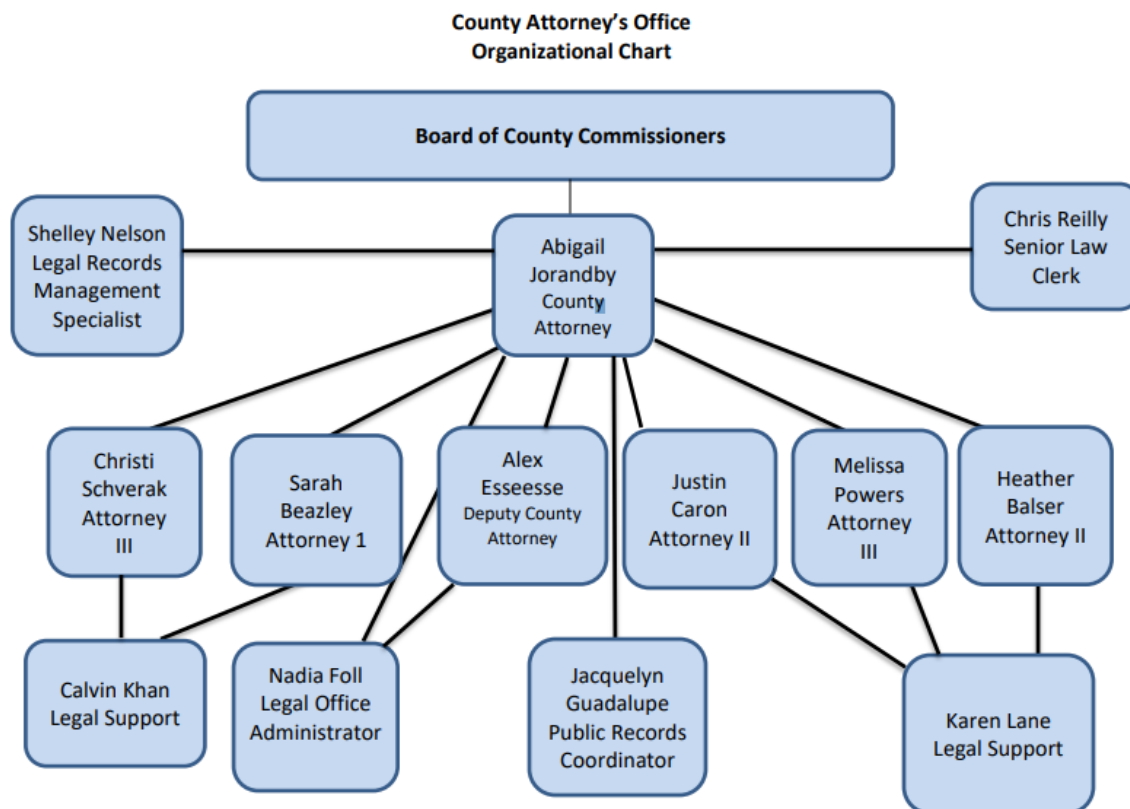 County Attorney's Office
Organizational Chart
Board of County Commissioners
Shelley Nelson
Legal Records
Management
Specialist
Abigail
Jorandby
County
Attorney
Chris Reilly
Senior Law
Clerk
Christi
Schverak
Attorney
III
Sarah
Beazley
Attorney 1
Alex
Eseesse
Deputy County
Attorney
Justin
Caron
Attorney II
Melissa
Powers
Attorney
III
Heather
Balser
Attorney II
Calvin Khan
Legal Support
Nadia Foll
Legal Office
Administrator
Jacquelyn
Guadalupe
Public Records
Coordinator
Karen Lane
Legal Support